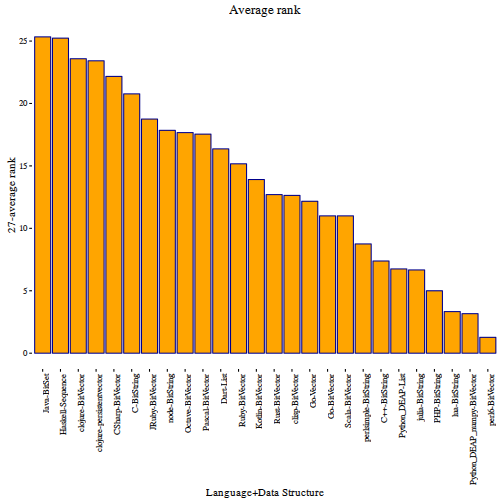 Average rank
27-average rank
25
20
15
10
5
0
Java-BitSet
Haskell-Sequence
clojure-BitVector
clojure-persistentvector
CSharp-BitVector
C-BitString
JRuby-BitVector
node-BitString
Octave-BitVector
Pascal-BitVector
Dart-List
Ruby-BitVector
Kotlin-BitVector
Rust-BitVector
clisp-BitVector
Go-Vector
Go-BitVector
Scala-BitVector
perlsimple-BitString
C++-BitString
Python_DEAP-List
julia-BitString
PHP-BitString
lua-BitString
Python_DEAP_numpy-BitVector
perl6-BitVector
Language+Data Structure